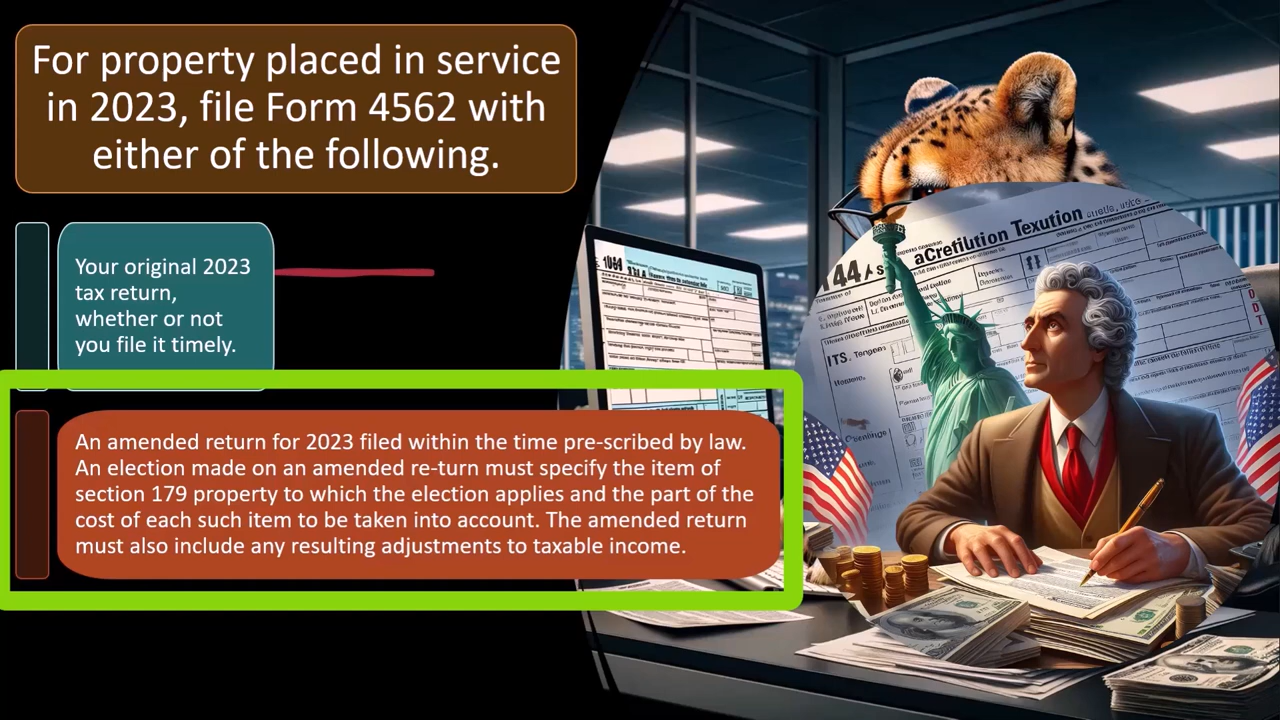 For property placed in service
in 2023, file Form 4562 with
either of the following.
Your original 2023
tax return,
whether or not
you file it timely.
An amended return for 2023 filed within the time pre-scribed by law.
An election made on an amended re-turn must specify the item of
section 179 property to which the election applies and the part of the
cost of each such item to be taken into account. The amended return
must also include any resulting adjustments to taxable income.
aCretilution Texution